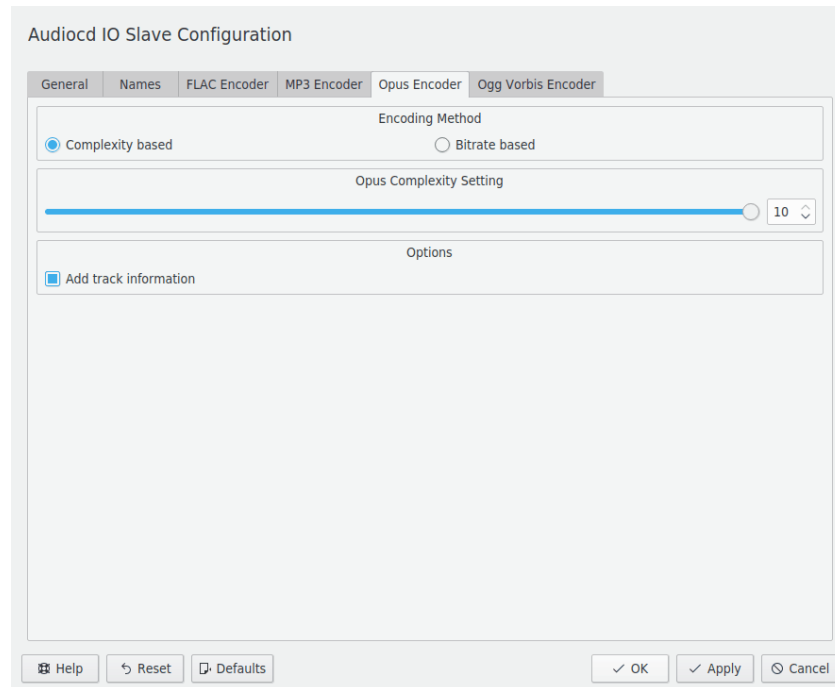 Audiocd IO Slave Configuration
General Names FLAC Encoder MP3 Encoder Opus Encoder Ogg Vorbis Encoder
Encoding Method
Complexity based Bitrate based
Opus Complexity Setting
10
Options
Add track information
Help Reset Defaults OK Apply Cancel